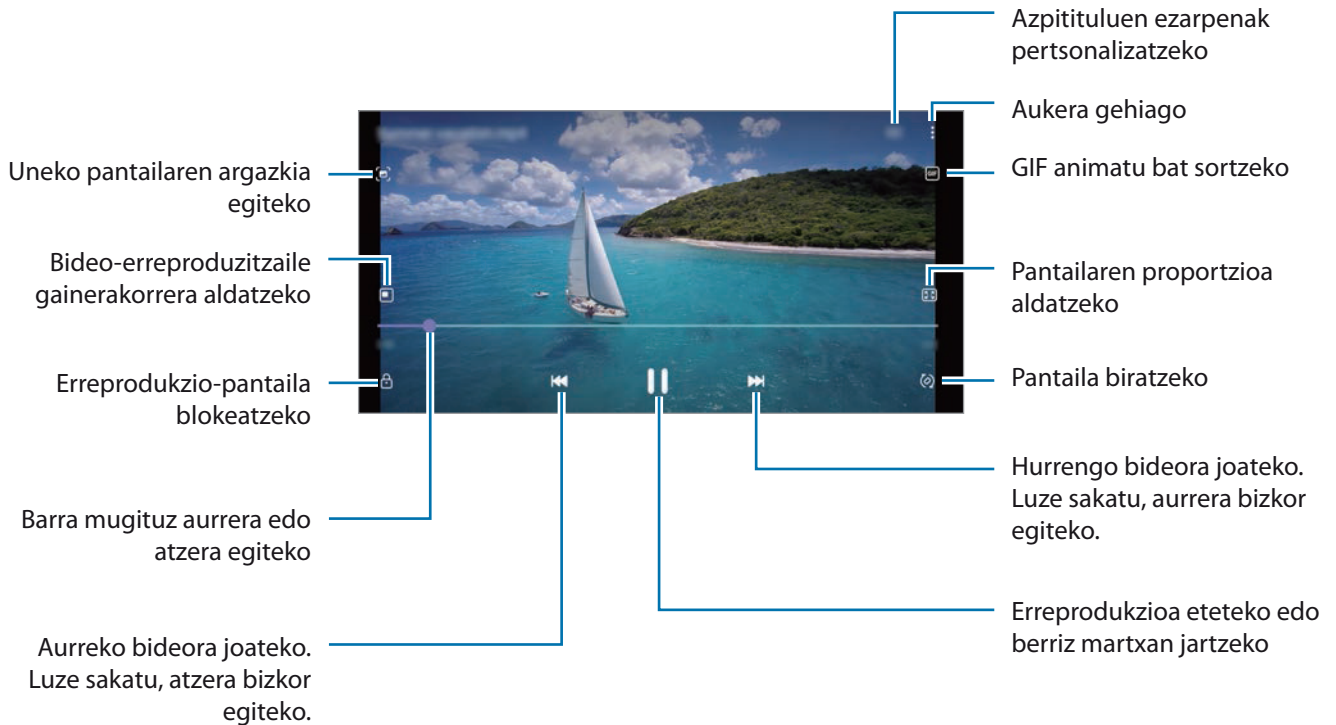 Azpitituluen ezarpenak
pertsonalizatzeko
Aukera gehiago
GIF animatu bat sortzeko
Pantailaren proportzioa
aldatzeko
Pantaila biratzeko
Hurrengo bideora joateko.
Luze sakatu, aurrera bizkor
egiteko.
Erreprodukzioa eteteko edo
berriz martxan jartzeko
Uneko pantailaren argazkia
egiteko
Bideo-erreproduzitzaile
gainerakorrera aldatzeko
Erreprodukzio-pantaila
blokeatzeko
Barra mugituz aurrera edo
atzera egiteko
Aurreko bideora joateko.
Luze sakatu, atzera bizkor
egiteko.
GIF